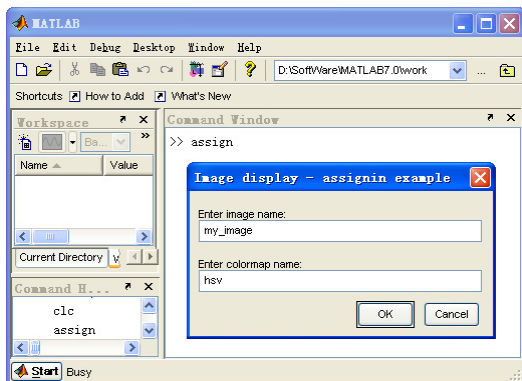 MATLAB
File Edit Debug Desktop Window Help
D:\SoftWare\MATLAB7.0\work ...
Shortcuts How to Add What's New
Workspace
Ba...
Name Value
Current Directory
Command H...
clc
assign
Command Window
>> assign
Image display - assignin example
Enter image name:
my_image
Enter colormap name:
hsv
OK Cancel
Start Busy